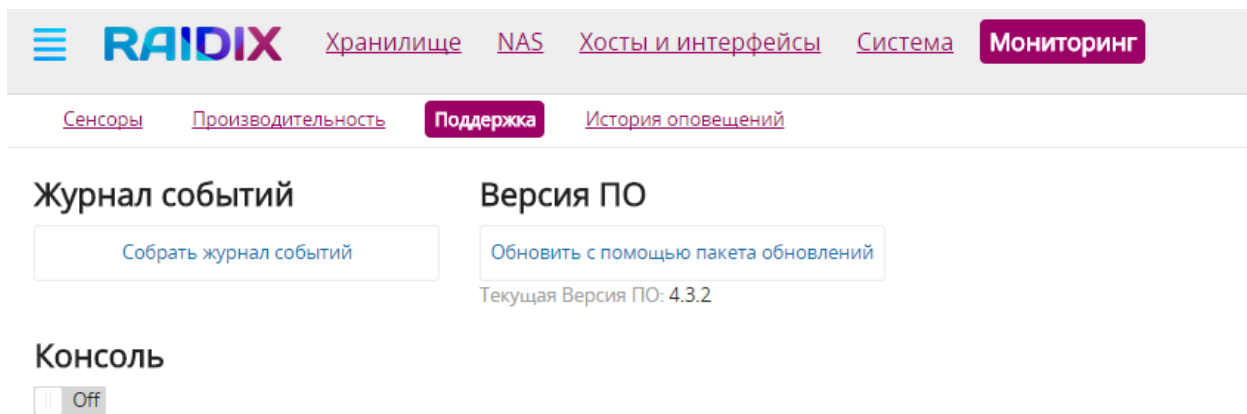 RAIDIX Хранилище NAS Хосты и интерфейсы Система Мониторинг
Сенсоры Производительность Поддержка История оповещений
Журнал событий Версия ПО
Собрать журнал событий Обновить с помощью пакета обновлений
Текущая Версия ПО: 4.3.2
Консоль
Off